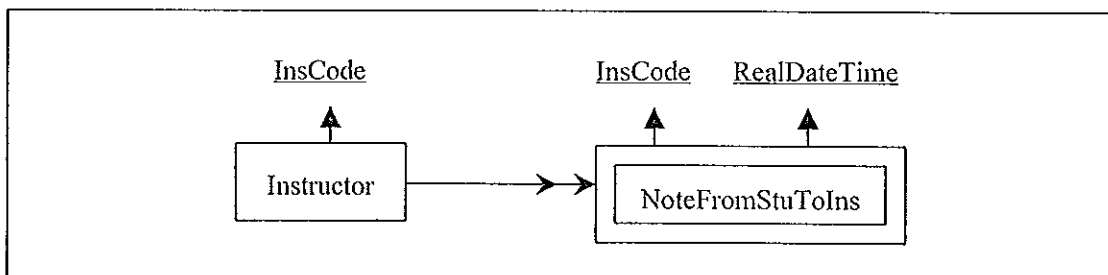 InsCode InsCode RealDateTime
Instructor NoteFromStuToIns